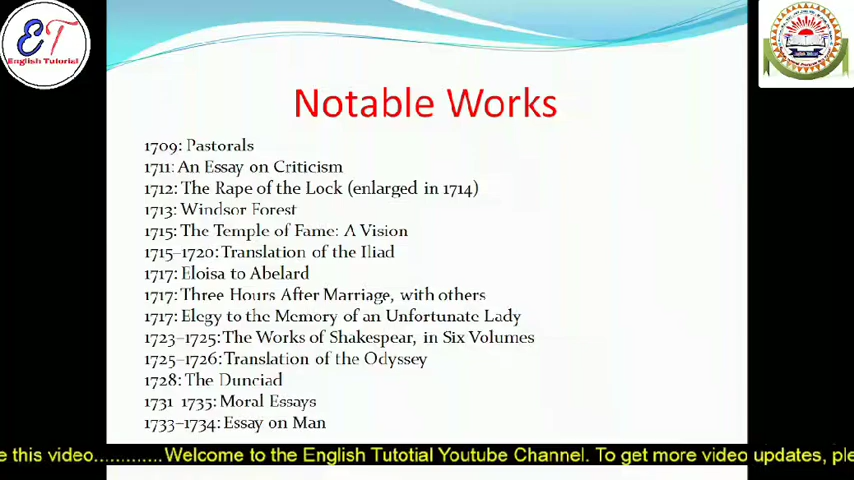 ET
English Tutorial
Notable Works
1709: Pastorals
1711: An Essay on Criticism
1712: The Rape of the Lock (enlarged in 1714)
1713: Windsor Forest
1715: The Temple of Fame: A Vision
1715–1720: Translation of the Iliad
1717: Eloisa to Abelard
1717: Three Hours After Marriage, with others
1717: Elegy to the Memory of an Unfortunate Lady
1723–1725: The Works of Shakespear, in Six Volumes
1725–1726: Translation of the Odyssey
1728: The Dunciad
1731 1735: Moral Essays
1733–1734: Essay on Man
e this video............. Welcome to the English Tutotial Youtube Channel. To get more video updates, ple